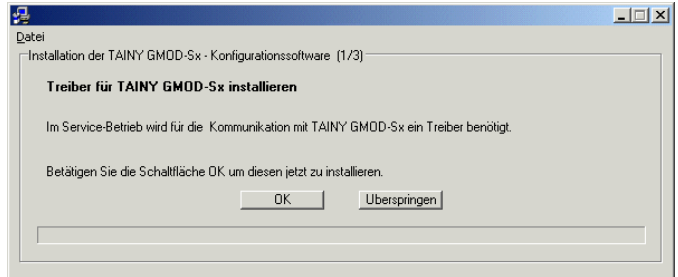 Datei
Installation der TAINY GMOD-Sx - Konfigurationssoftware (1/3)
Treiber für TAINY GMOD-Sx installieren
Im Service-Betrieb wird für die Kommunikation mit TAINY GMOD-Sx ein Treiber benötigt.
Betätigen Sie die Schaltfläche OK um diesen jetzt zu installieren.
OK
Überspringen